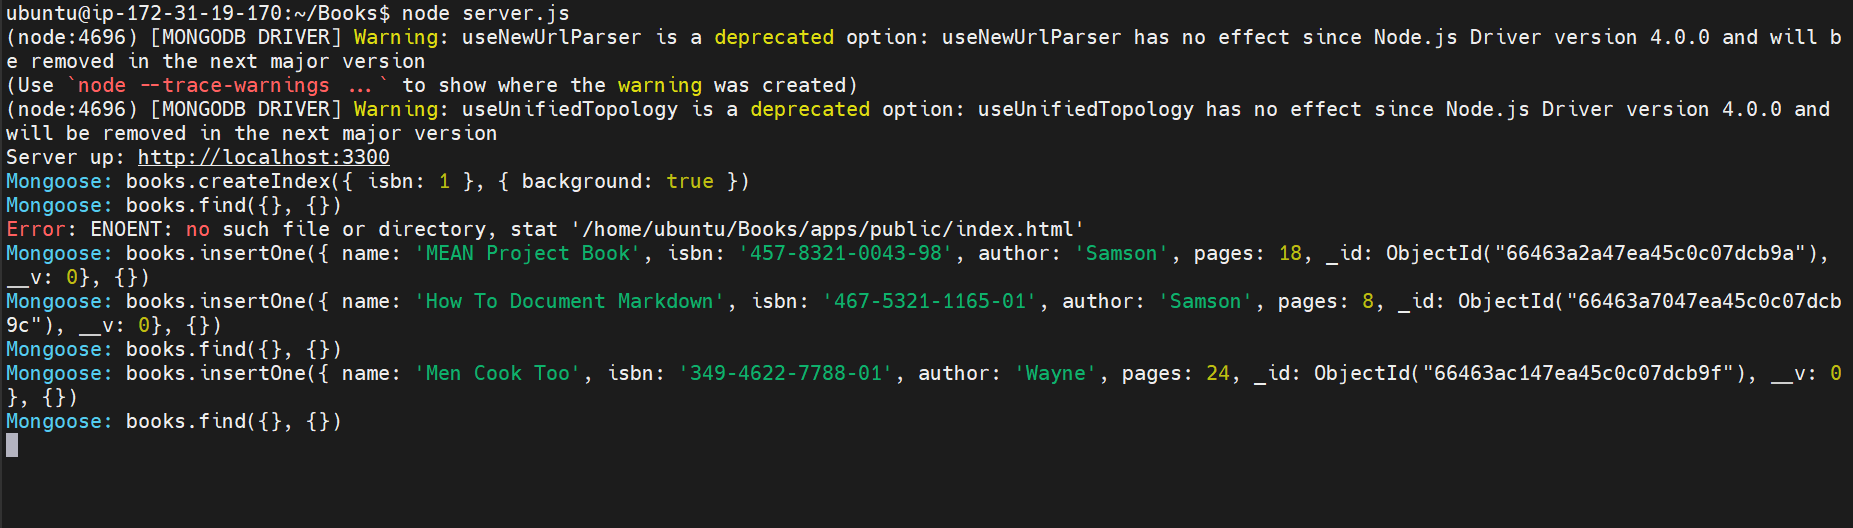 ubuntu@ip-172-31-19-170:~/Books$ node server.js
(node:4696) [MONGODB DRIVER] Warning: useNewUrlParser is a deprecated option: useNewUrlParser has no effect since Node.js Driver version 4.0.0 and will b
e removed in the next major version
(Use `node --trace-warnings ...` to show where the warning was created)
(node:4696) [MONGODB DRIVER] Warning: useUnifiedTopology is a deprecated option: useUnifiedTopology has no effect since Node.js Driver version 4.0.0 and
will be removed in the next major version
Server up: http://localhost:3300
Mongoose: books.createIndex({ isbn: 1 }, { background: true })
Mongoose: books.find({}, {})
Error: ENOENT: no such file or directory, stat '/home/ubuntu/Books/apps/public/index.html'
Mongoose: books.insertOne({ name: 'MEAN Project Book', isbn: '457-8321-0043-98', author: 'Samson', pages: 18, _id: ObjectId("66463a2a47ea45c0c07dcb9a"),
__v: 0}, {})
Mongoose: books.insertOne({ name: 'How To Document Markdown', isbn: '467-5321-1165-01', author: 'Samson', pages: 8, _id: ObjectId("66463a7047ea45c0c07dcb
9c"), __v: 0}, {})
Mongoose: books.find({}, {})
Mongoose: books.insertOne({ name: 'Men Cook Too', isbn: '349-4622-7788-01', author: 'Wayne', pages: 24, _id: ObjectId("66463ac147ea45c0c07dcb9f"), __v: 0
}, {})
Mongoose: books.find({}, {})